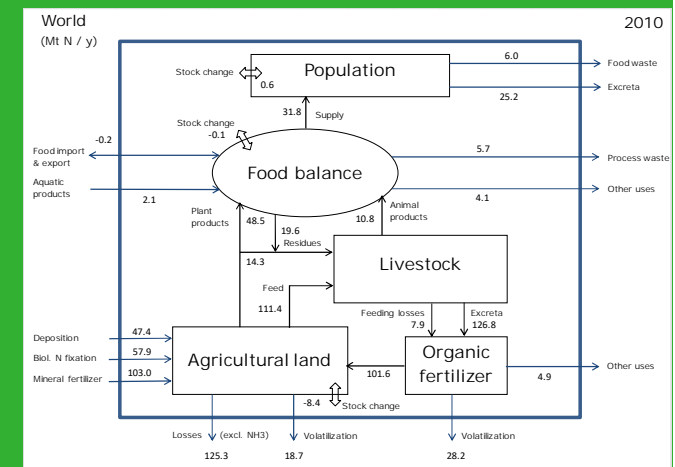 World
2010
(Mt N / y)
Population
6.0
Food waste
Stock change
0.6
25.2
Excreta
31.8
Supply
Stock change
-0.1
-0.2
Food import
& export
Food balance
5.7
Process waste
Aquatic
products
2.1
4.1
Other uses
Plant
products
48.5
19.6
Residues
10.8
Animal
products
14.3
Livestock
Feed
111.4
Feeding losses
7.9
Excreta
126.8
Deposition
47.4
Biol. N fixation
57.9
Mineral fertilizer
103.0
Agricultural land
101.6
Organic
fertilizer
4.9
Other uses
-8.4
Stock change
Losses (excl. NH3)
125.3
Volatilization
18.7
Volatilization
28.2